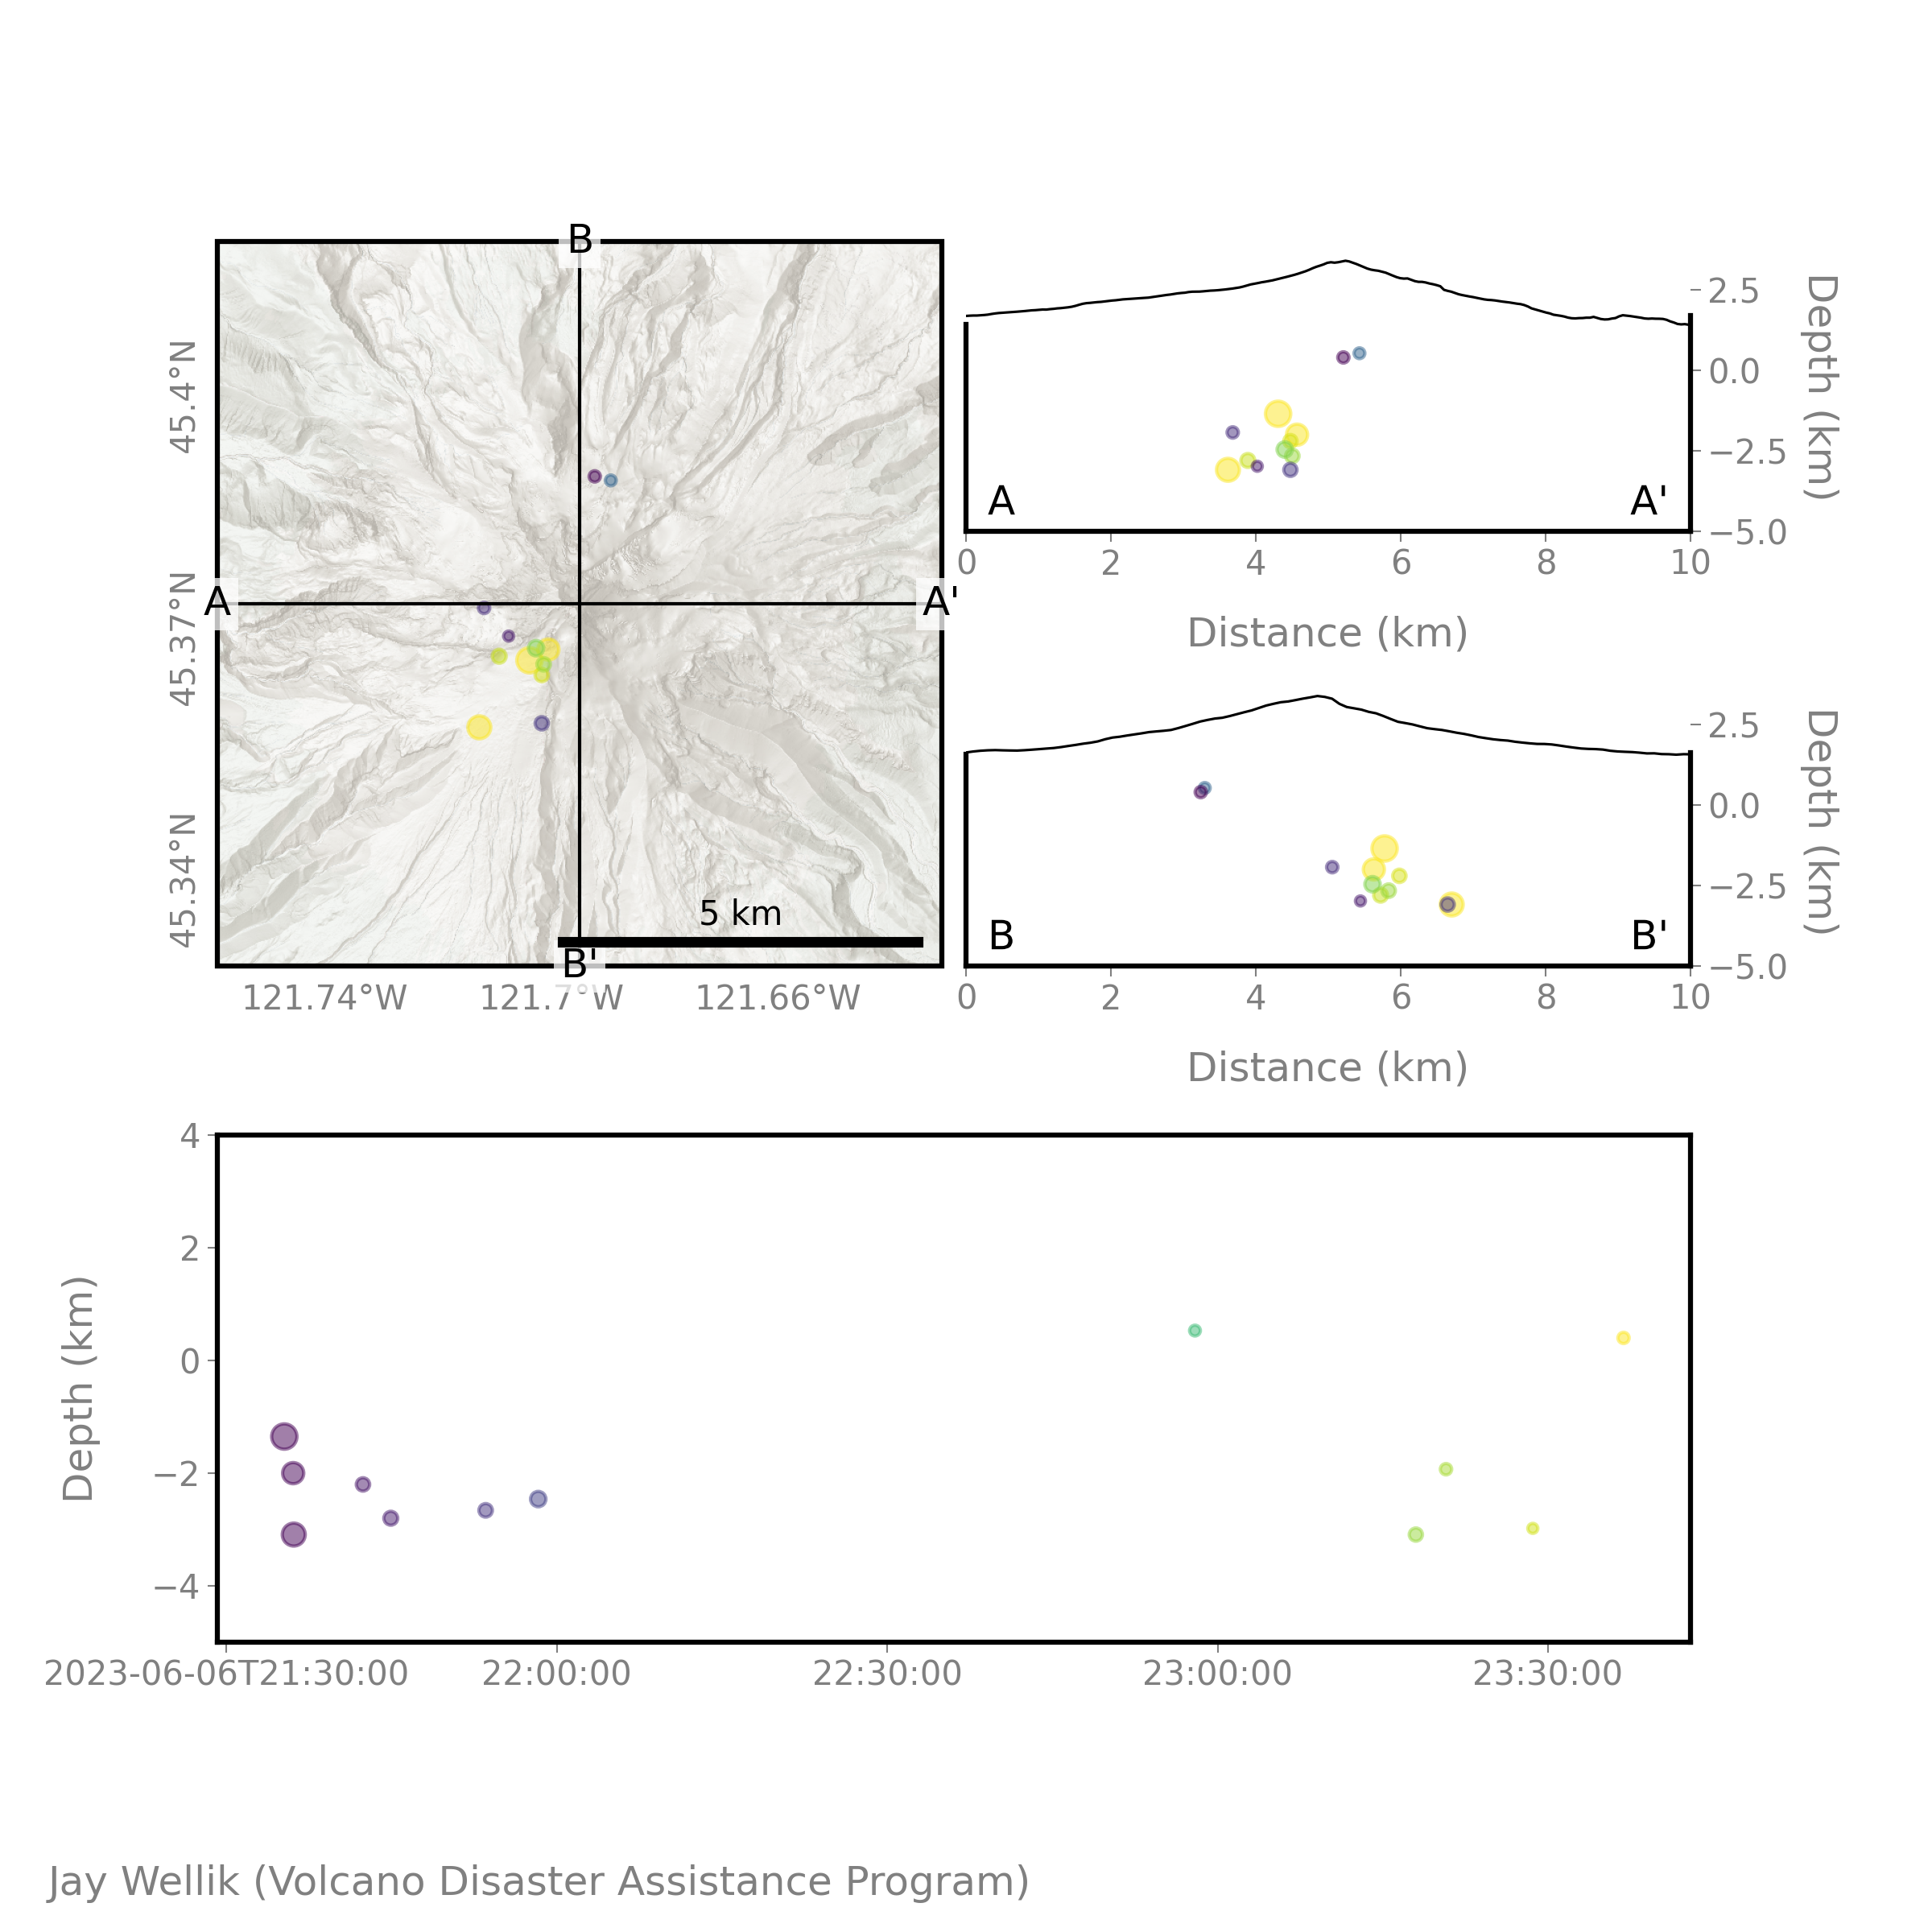 B
A
A'
B'
45.4°N
45.37°N
45.34°N
5 km
121.74°W
121.7°W
121.66°W
2.5
0.0
−2.5
−5.0
Depth (km)
A
A'
0 2 4 6 8 10
Distance (km)
2.5
0.0
−2.5
−5.0
Depth (km)
B
B'
0 2 4 6 8 10
Distance (km)
4
2
0
−2
−4
Depth (km)
2023-06-06T21:30:00 22:00:00 22:30:00 23:00:00 23:30:00
Jay Wellik (Volcano Disaster Assistance Program)